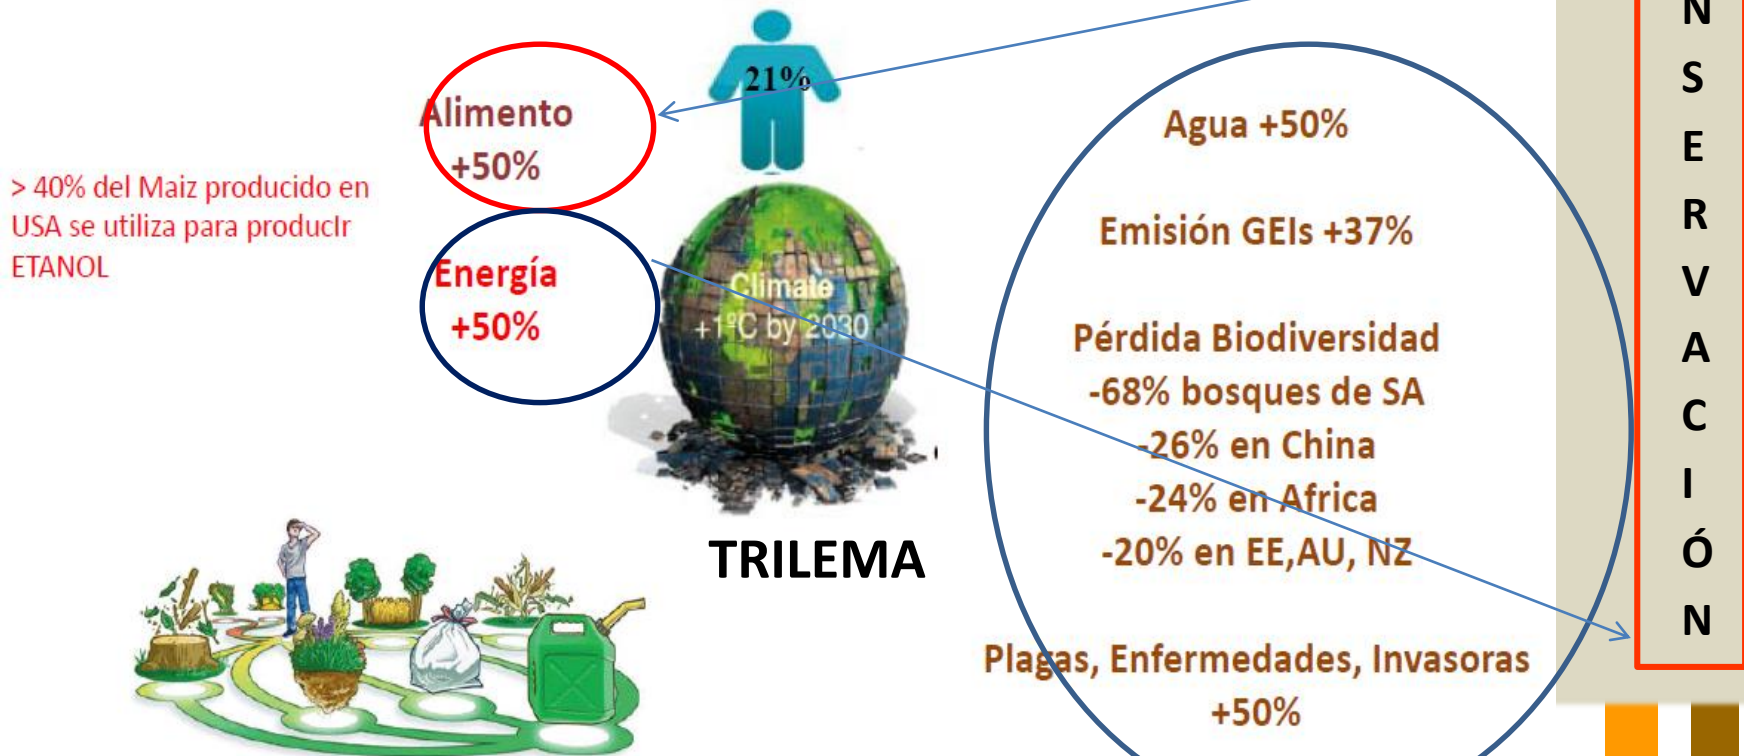 21%
Alimento
+50%
> 40% del Maiz producido en
USA se utiliza para producIr
ETANOL
Energía
+50%
Climate
+1ºC by 2030
TRILEMA
Agua +50%
Emisión GEIs +37%
Pérdida Biodiversidad
-68% bosques de SA
-26% en China
-24% en Africa
-20% en EE,AU, NZ
Plagas, Enfermedades, Invasoras
+50%
N
S
E
R
V
A
C
I
Ó
N